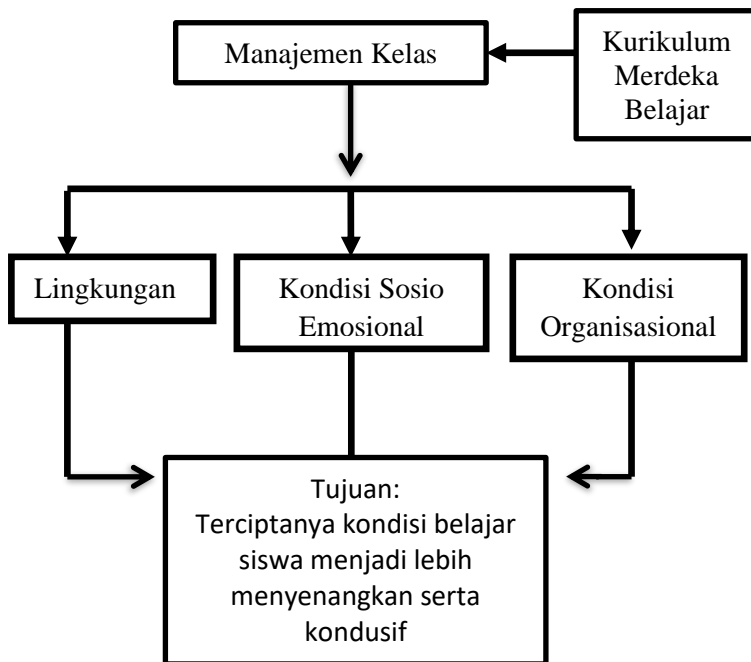 Manajemen Kelas
Kurikulum
Merdeka
Belajar
Lingkungan
Kondisi Sosio
Emosional
Kondisi
Organisasional
Tujuan:
Terciptanya kondisi belajar
siswa menjadi lebih
menyenangkan serta
kondusif